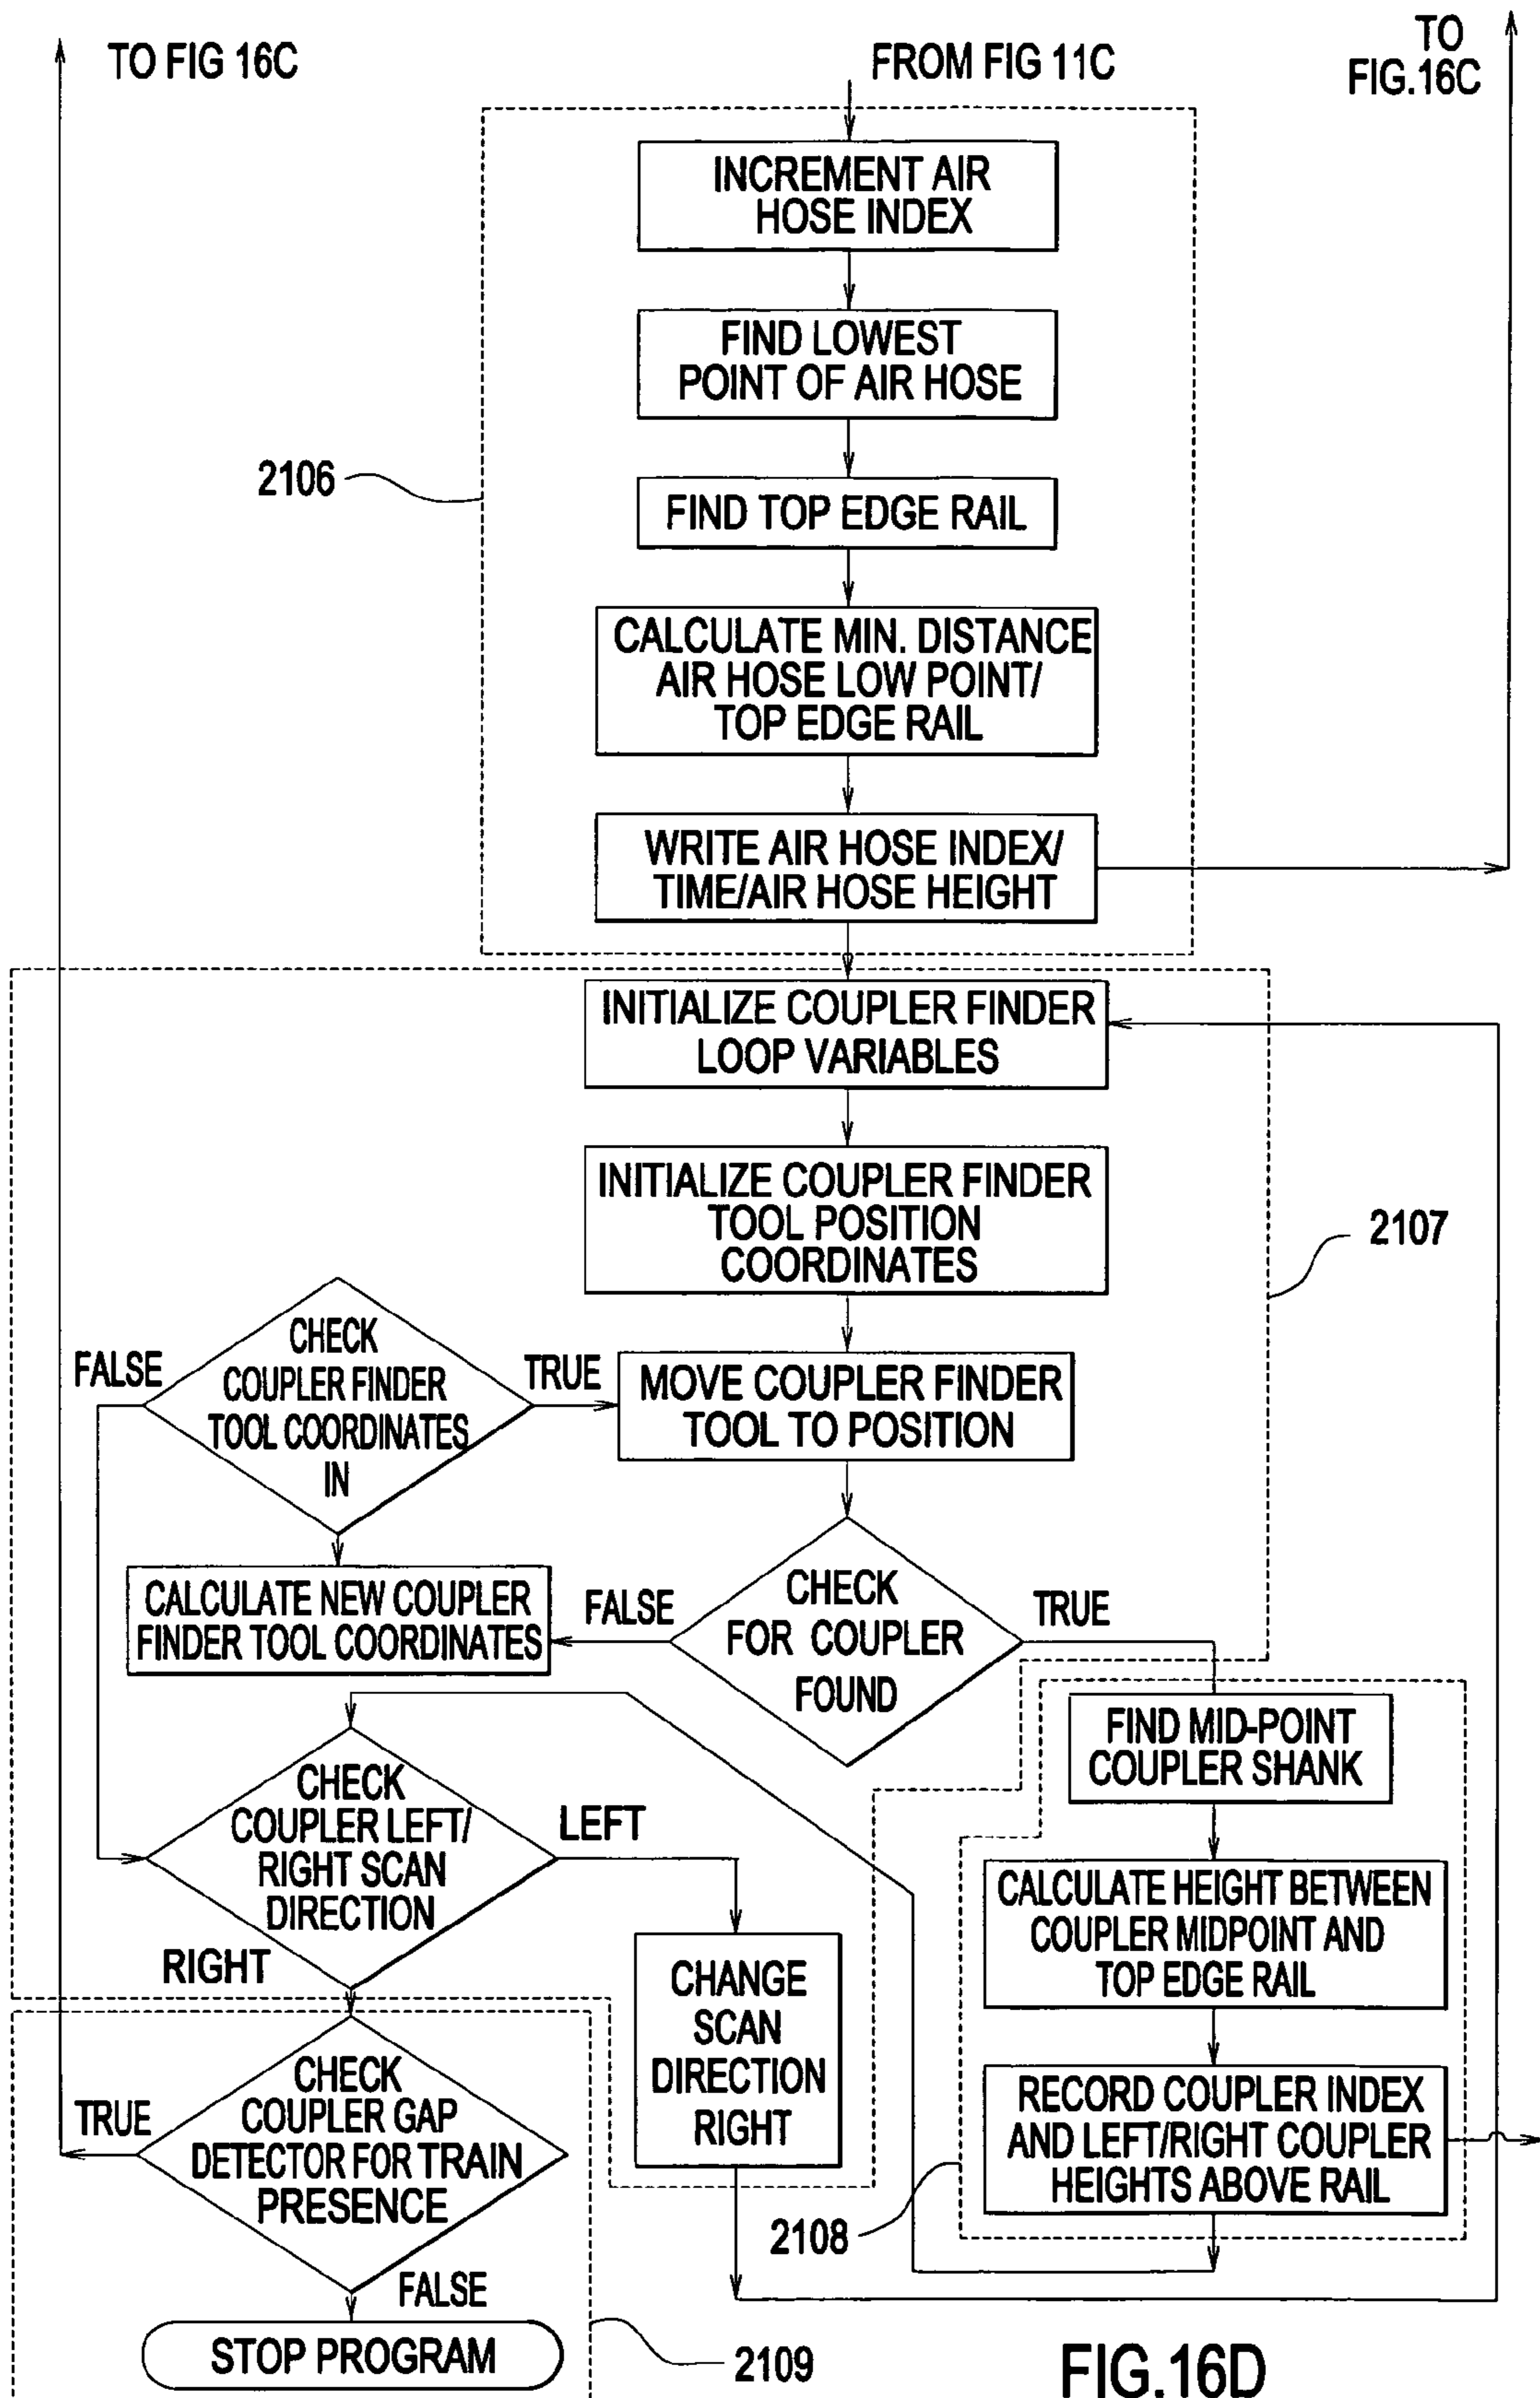 TO FIG 16C
FROM FIG 11C
TO
FIG.16C
INCREMENT AIR
HOSE INDEX
FIND LOWEST
POINT OF AIR HOSE
2106
FIND TOP EDGE RAIL
CALCULATE MIN. DISTANCE
AIR HOSE LOW POINT/
TOP EDGE RAIL
WRITE AIR HOSE INDEX/
TIME/AIR HOSE HEIGHT
INITIALIZE COUPLER FINDER
LOOP VARIABLES
INITIALIZE COUPLER FINDER
TOOL POSITION
COORDINATES
2107
CHECK
COUPLER FINDER
TOOL COORDINATES
IN
FALSE
TRUE
MOVE COUPLER FINDER
TOOL TO POSITION
CALCULATE NEW COUPLER
FINDER TOOL COORDINATES
FALSE
CHECK
FOR COUPLER
FOUND
TRUE
FIND MID-POINT
COUPLER SHANK
CHECK
COUPLER LEFT/
RIGHT SCAN
DIRECTION
LEFT
RIGHT
CALCULATE HEIGHT BETWEEN
COUPLER MIDPOINT AND
TOP EDGE RAIL
CHANGE
SCAN
DIRECTION
RIGHT
CHECK
COUPLER GAP
DETECTOR FOR TRAIN
PRESENCE
TRUE
RECORD COUPLER INDEX
AND LEFT/RIGHT COUPLER
HEIGHTS ABOVE RAIL
2108
FALSE
STOP PROGRAM
2109
FIG.16D